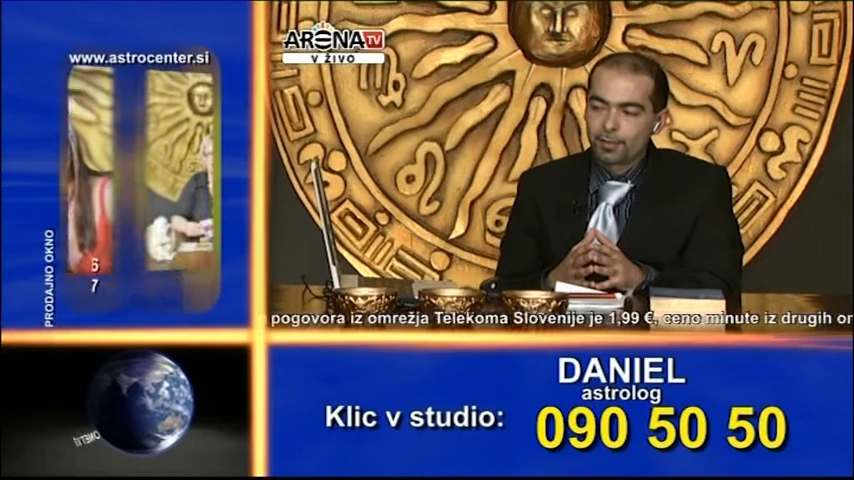 www.astrocenter.si
ARENA TV
V ŽIVO
PRODAJNO OKNO
6
7
pogovora iz omrežja Telekoma Slovenije je 1,99 €, ceno minute iz drugih o
DANIEL
astrolog
Klic v studio:
090 50 50